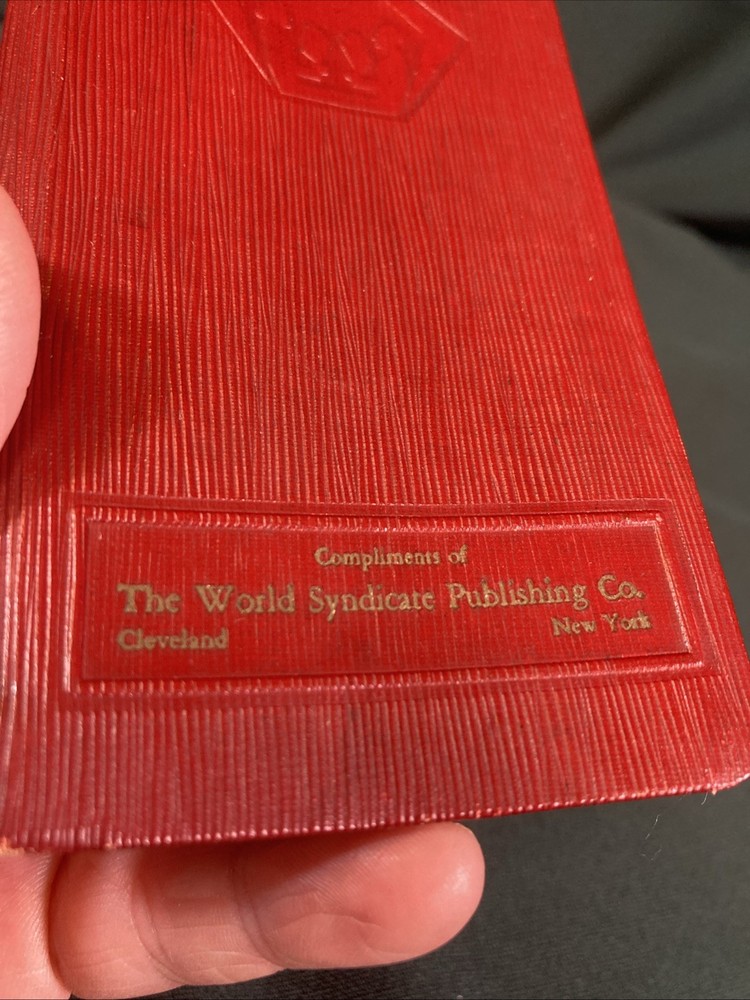 Compliments of
The World Syndicate Publishing Co.
Cleveland New York